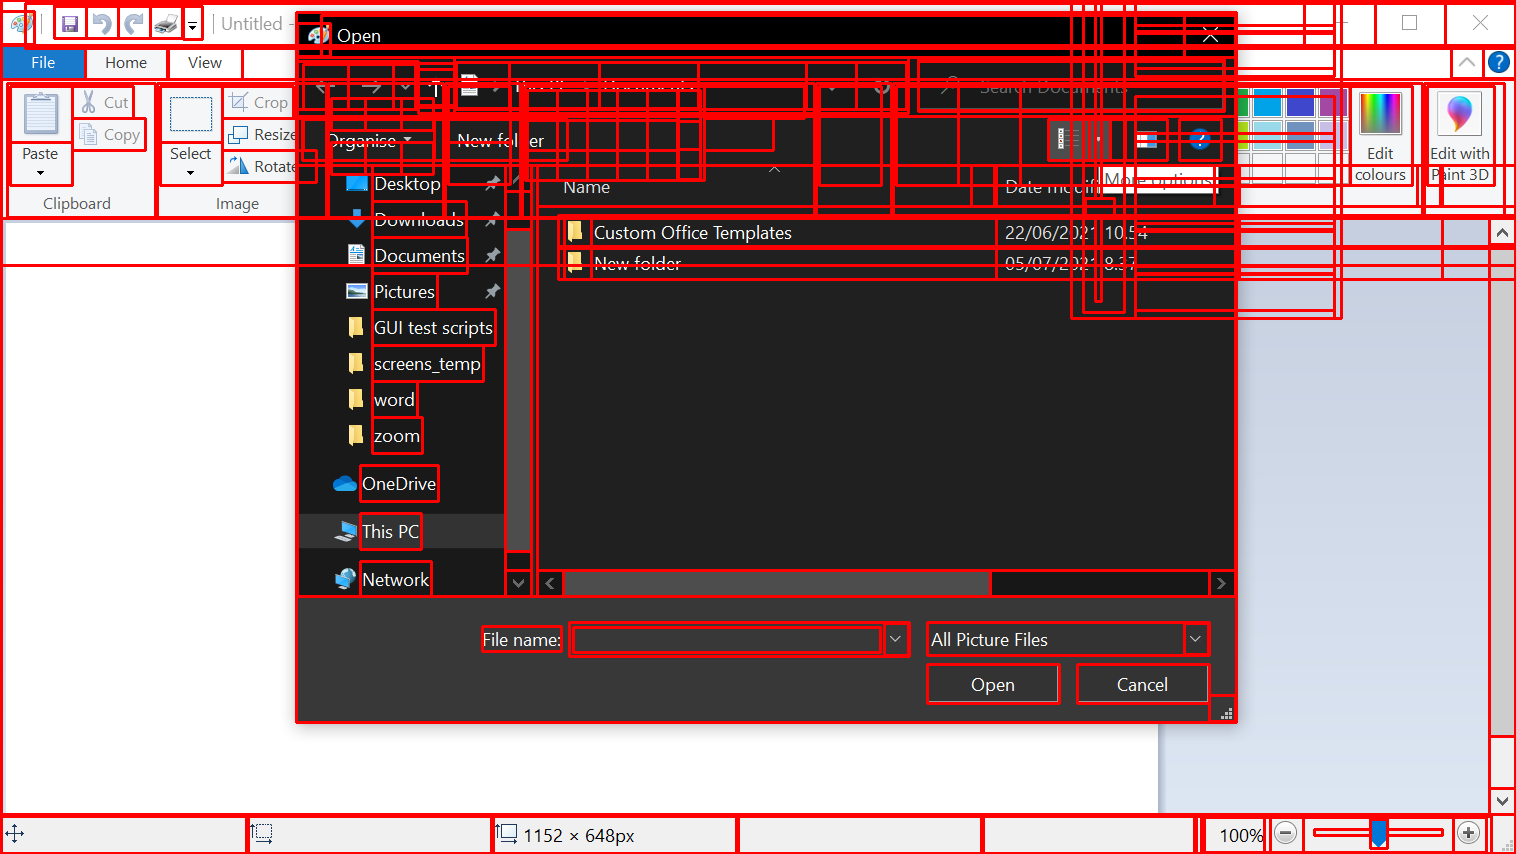 Untitled -
Open
File
Home
View
Search Documents
Cut
Copy
Paste
Crop
Resize
Rotate
Select
Clipboard
Image
Organise
New folder
Edit
colours
Edit with
Paint 3D
More options
Name
Desktop
Downloads
Documents
Pictures
GUI test scripts
screens_temp
word
zoom
OneDrive
This PC
Network
Custom Office Templates
22/06/2021 10.54
New folder
05/07/2021 8.37
File name:
All Picture Files
Open
Cancel
1152 × 648px
100%